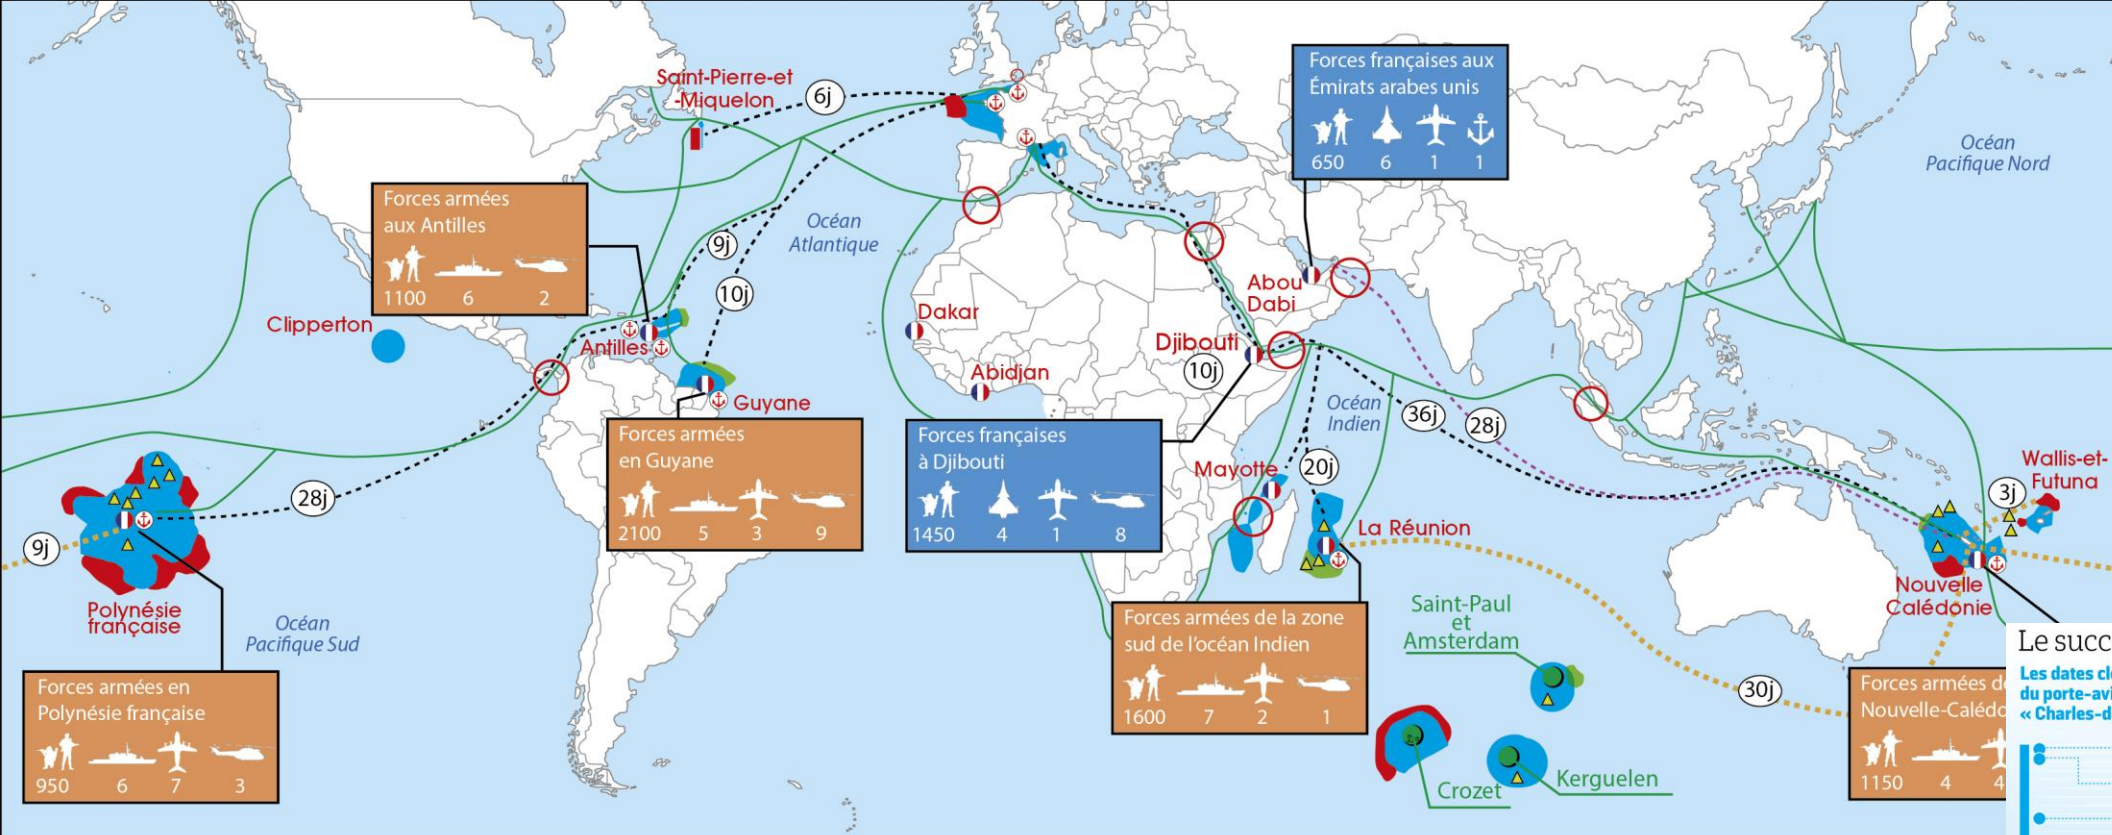 Saint-Pierre-et
-Miquelon
6j
Forces françaises aux
Émirats arabes unis
650 6 1 1
Océan
Pacifique Nord
Forces armées
aux Antilles
1100 6 2
Océan
Atlantique
9j
10j
Clipperton
Antilles
Guyane
Dakar
Abidjan
Abou
Dabi
Djibouti
10j
Océan
Indien
36j
28j
Forces armées
en Guyane
2100 5 3 9
Forces françaises
à Djibouti
1450 4 1 8
Mayotte
20j
La Réunion
Wallis-et-
Futuna
3j
28j
9j
Polynésie
française
Océan
Pacifique Sud
Nouvelle
Calédonie
Forces armées de la zone
sud de l'océan Indien
1600 7 2 1
Saint-Paul
et
Amsterdam
30j
Forces armées en
Polynésie française
950 6 7 3
Crozet
Kerguelen
Forces armées de
Nouvelle-Calédo
1150 4 4
Le succ
Les dates cl
du porte-avi
« Charles-d